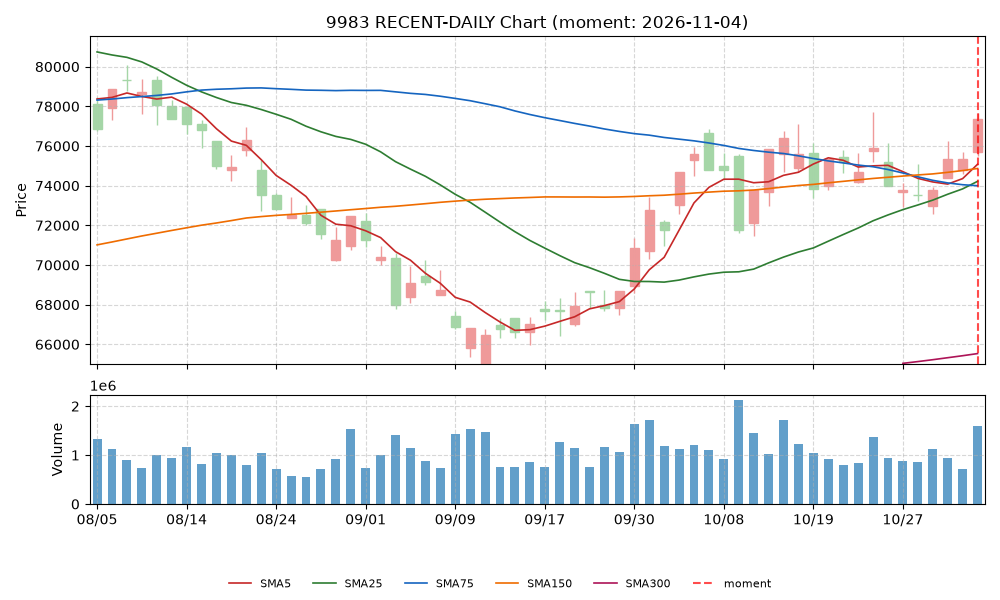 9983 RECENT-DAILY Chart (moment: 2026-11-04)
Price
80000
78000
76000
74000
72000
70000
68000
66000
1e6
Volume
2
1
0
08/05 08/14 08/24 09/01 09/09 09/17 09/30 10/08 10/19 10/27
SMA5 SMA25 SMA75 SMA150 SMA300 moment